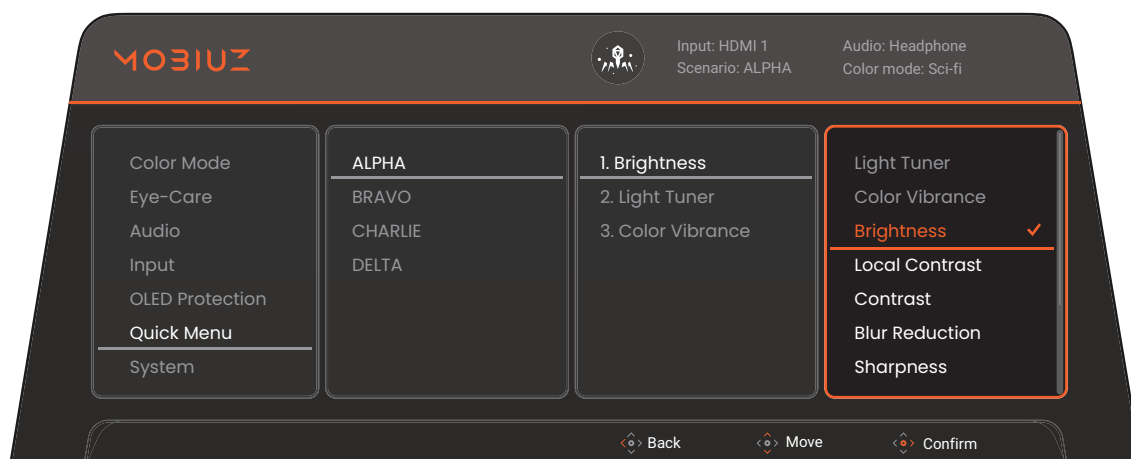 MOBIUZ
Input: HDMI 1
Scenario: ALPHA
Audio: Headphone
Color mode: Sci-fi
Color Mode
Eye-Care
Audio
Input
OLED Protection
Quick Menu
System
ALPHA
BRAVO
CHARLIE
DELTA
1. Brightness
2. Light Tuner
3. Color Vibrance
Light Tuner
Color Vibrance
Brightness
Local Contrast
Contrast
Blur Reduction
Sharpness
Back Move Confirm